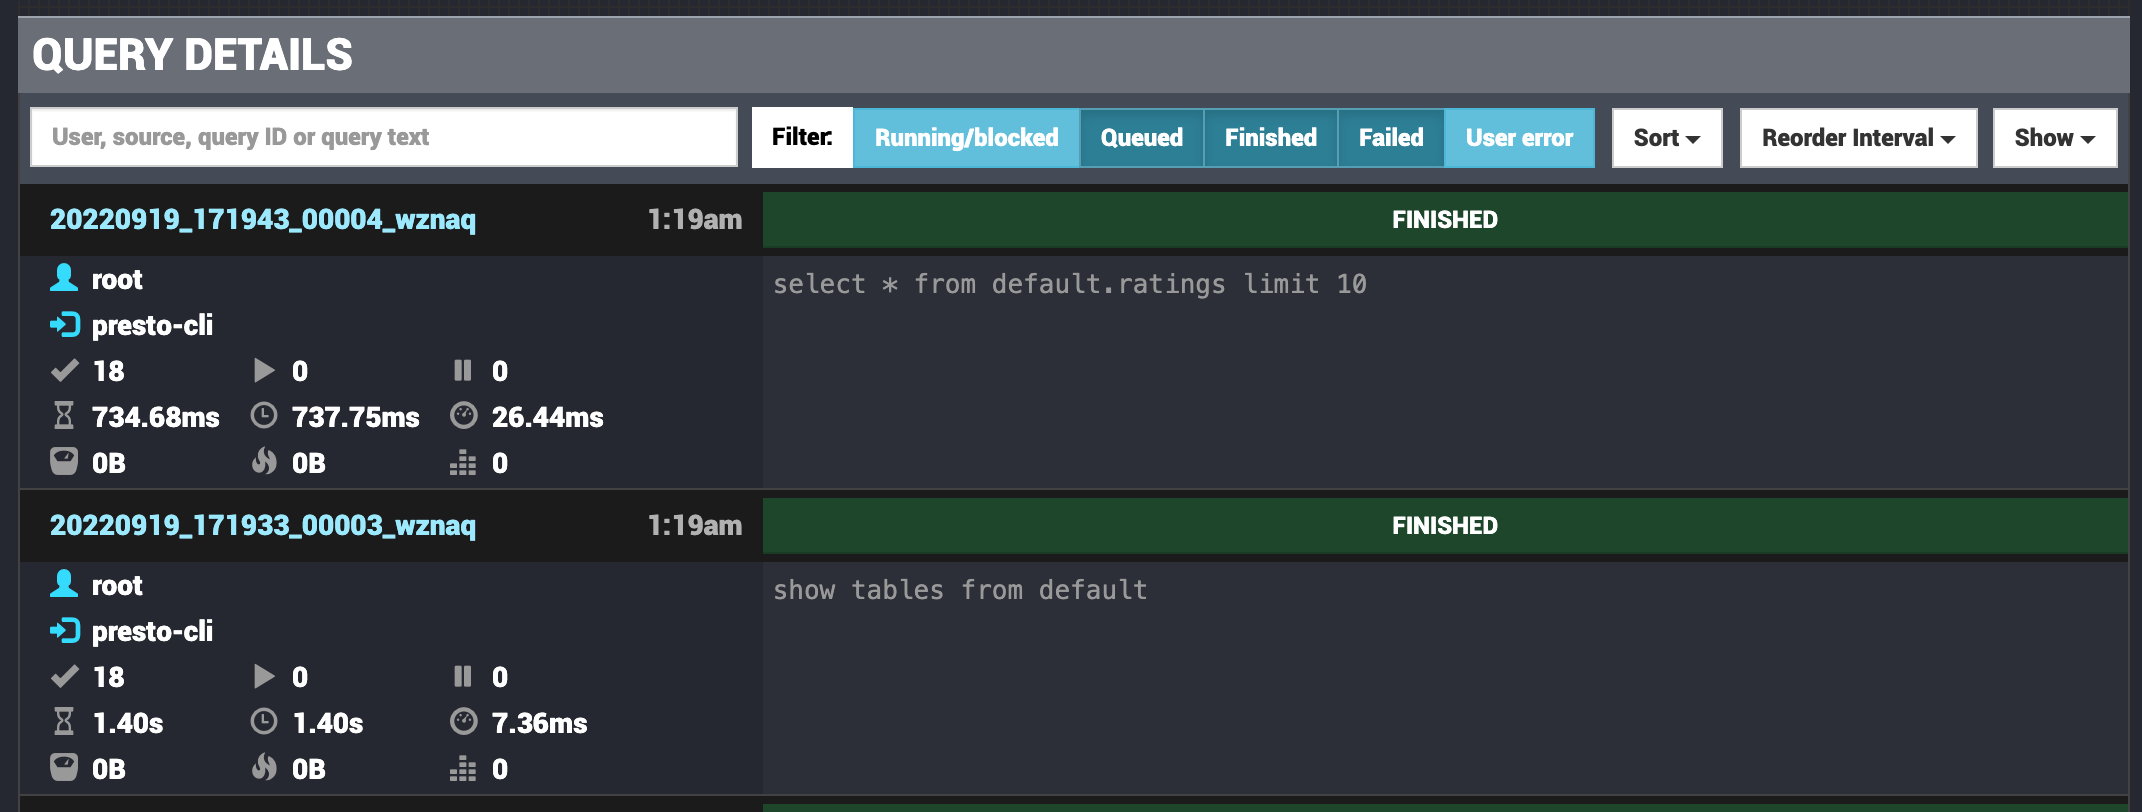 QUERY DETAILS
User, source, query ID or query text Filter: Running/blocked Queued Finished Failed User error Sort Reorder Interval Show
20220919_171943_00004_wznaq 1:19am FINISHED
root select * from default.ratings limit 10
presto-cli
18 0 0
734.68ms 737.75ms 26.44ms
0B 0B 0
20220919_171933_00003_wznaq 1:19am FINISHED
root show tables from default
presto-cli
18 0 0
1.40s 1.40s 7.36ms
0B 0B 0